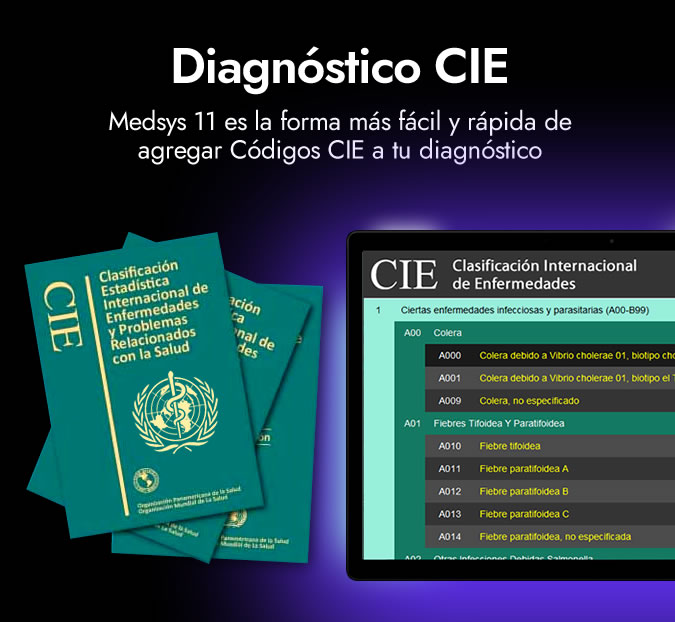 Diagnóstico CIE
Medsys 11 es la forma más fácil y rápida de
agregar Códigos CIE a tu diagnóstico
CIE
Clasificación
Estadística
Internacional de
Enfermedades
y Problemas
Relacionados
con la Salud
Organización Panamericana de la Salud
Organización Mundial de La Salud
CIE Clasificación Internacional
de Enfermedades
1 Ciertas enfermedades infecciosas y parasitarias (A00-B99)
A00 Colera
A000 Colera debido a Vibrio cholerae 01, biotipo cho
A001 Colera debido a Vibrio cholerae 01, biotipo el T
A009 Colera, no especificado
A01 Fiebres Tifoidea Y Paratifoidea
A010 Fiebre tifoidea
A011 Fiebre paratifoidea A
A012 Fiebre paratifoidea B
A013 Fiebre paratifoidea C
A014 Fiebre paratifoidea, no especificada
A02 Otras Infecciones Debidas Salmonella